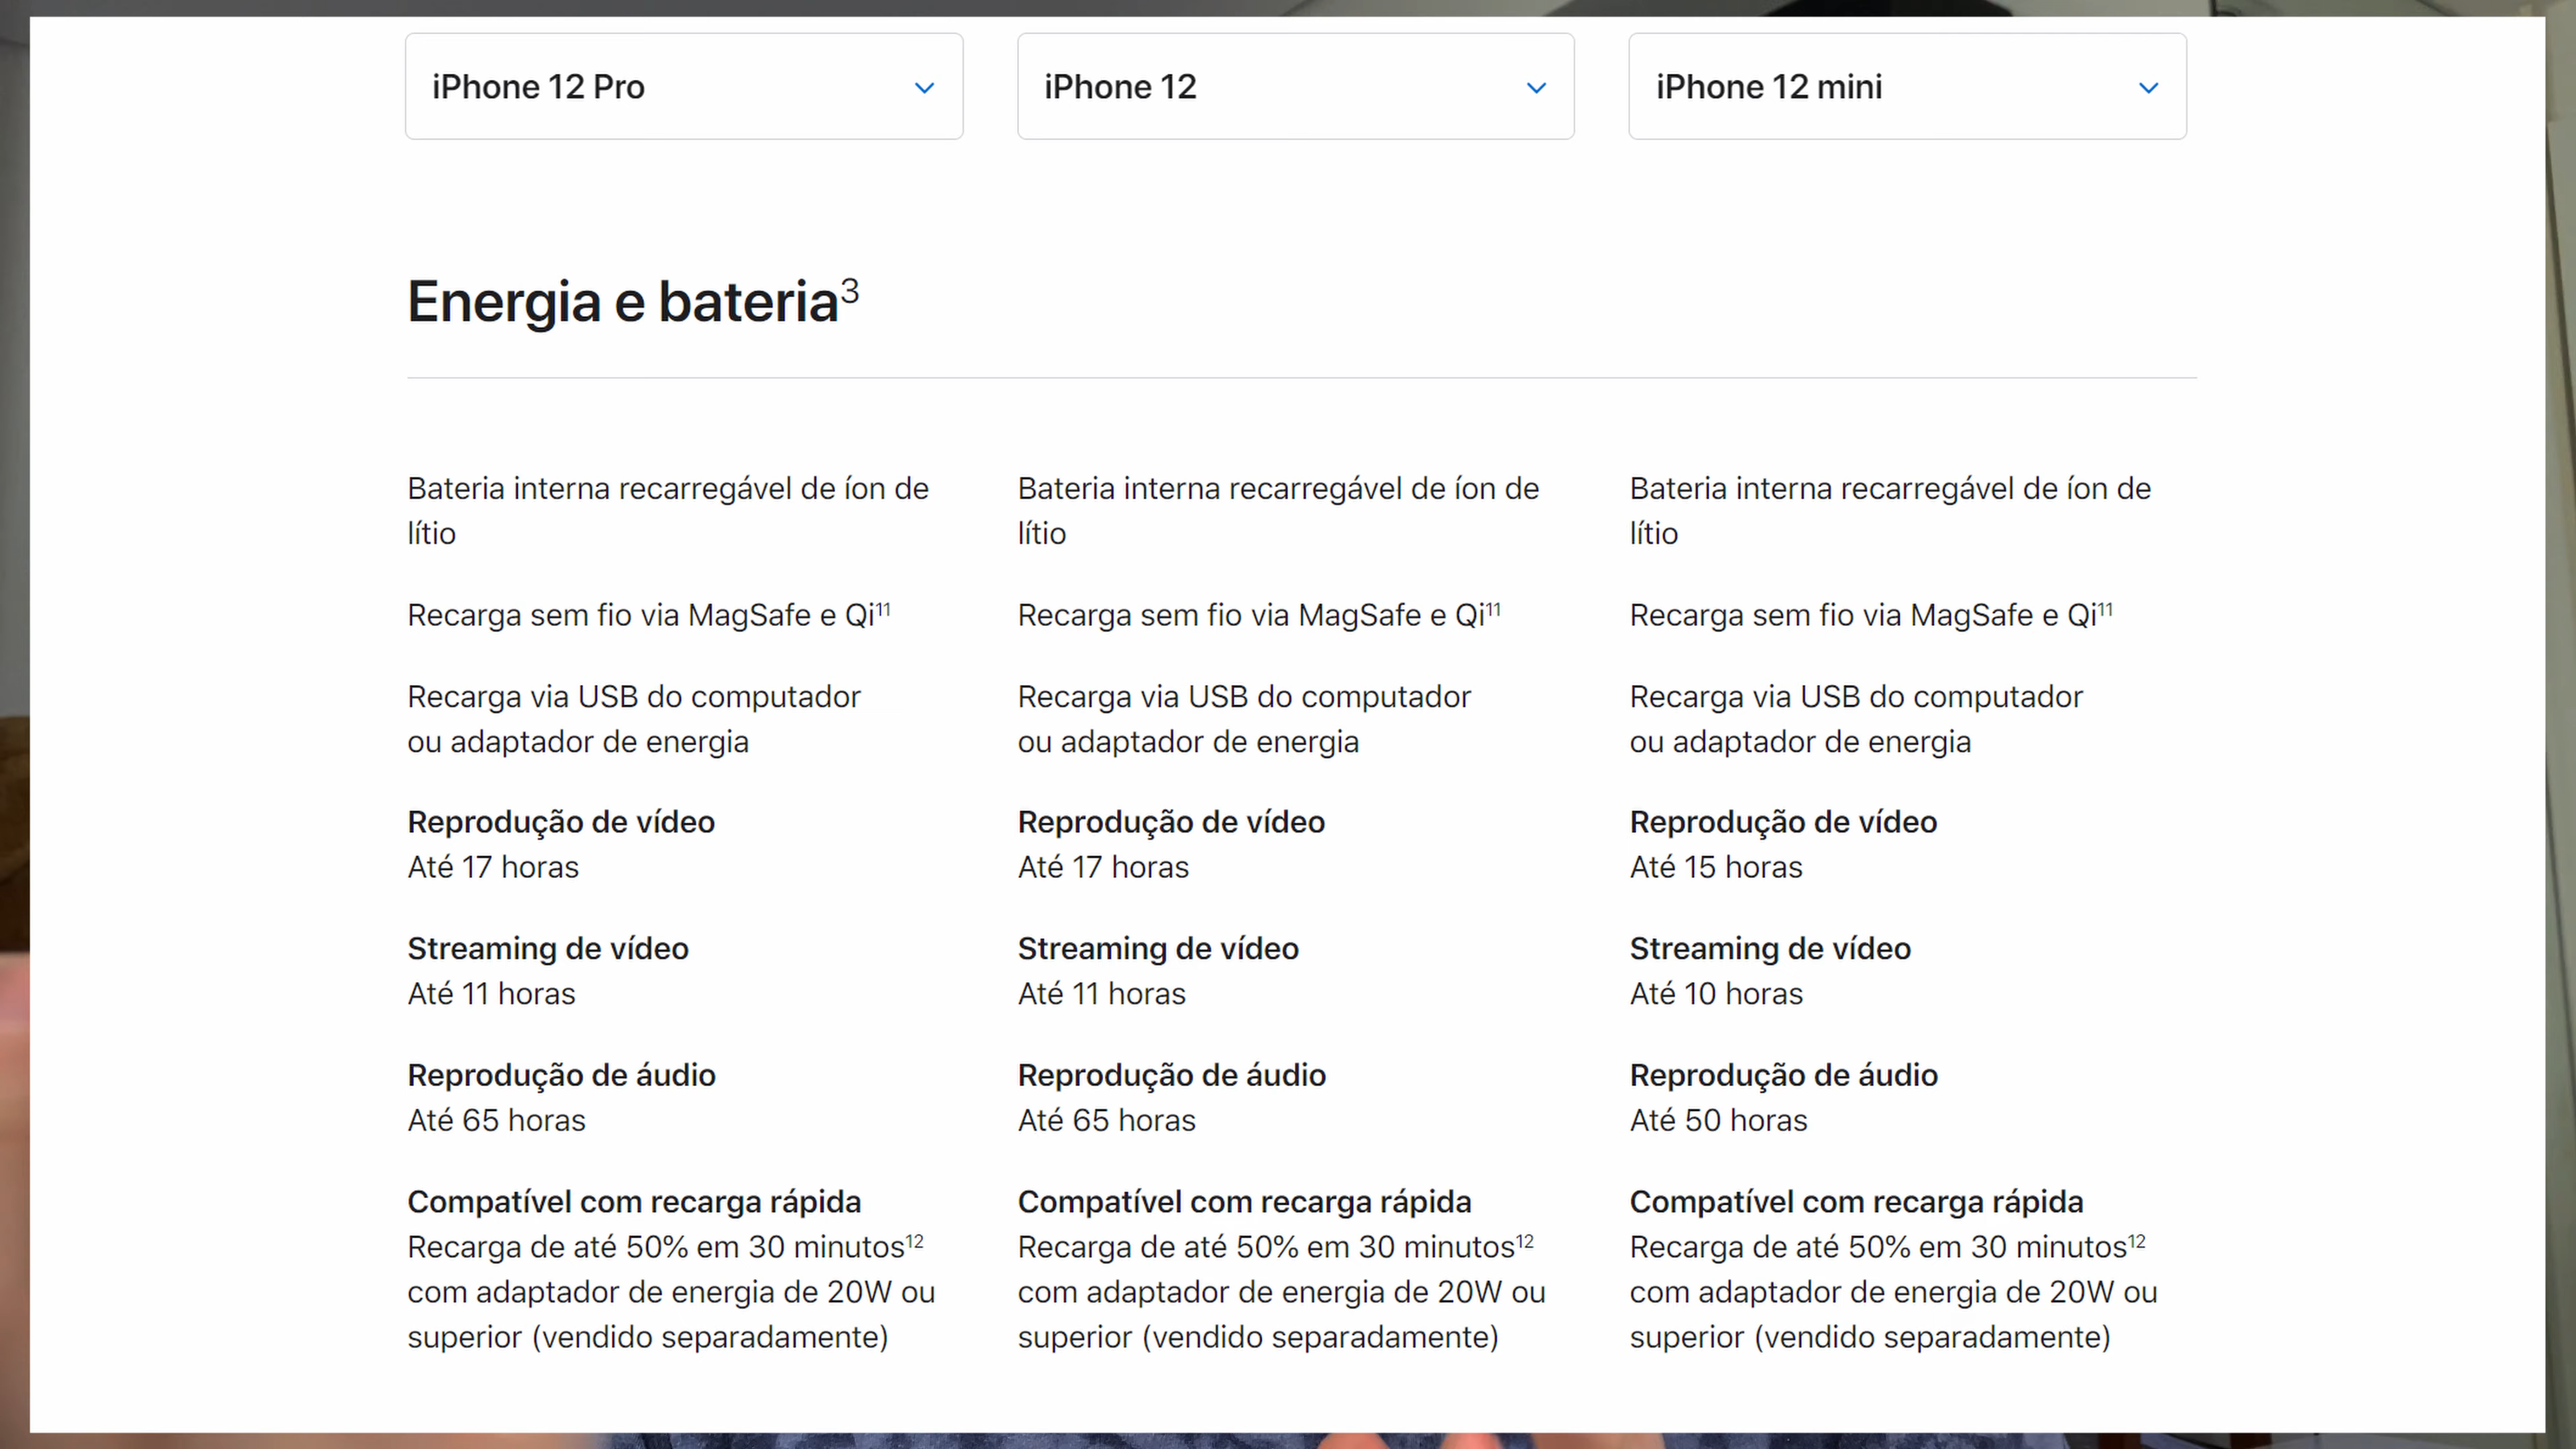 iPhone 12 Pro
iPhone 12
iPhone 12 mini
Energia e bateria³
Bateria interna recarregável de íon de
lítio
Recarga sem fio via MagSafe e Qi¹¹
Recarga via USB do computador
ou adaptador de energia
Reprodução de vídeo
Até 17 horas
Streaming de vídeo
Até 11 horas
Reprodução de áudio
Até 65 horas
Compatível com recarga rápida
Recarga de até 50% em 30 minutos¹²
com adaptador de energia de 20W ou
superior (vendido separadamente)
Bateria interna recarregável de íon de
lítio
Recarga sem fio via MagSafe e Qi¹¹
Recarga via USB do computador
ou adaptador de energia
Reprodução de vídeo
Até 17 horas
Streaming de vídeo
Até 11 horas
Reprodução de áudio
Até 65 horas
Compatível com recarga rápida
Recarga de até 50% em 30 minutos¹²
com adaptador de energia de 20W ou
superior (vendido separadamente)
Bateria interna recarregável de íon de
lítio
Recarga sem fio via MagSafe e Qi¹¹
Recarga via USB do computador
ou adaptador de energia
Reprodução de vídeo
Até 15 horas
Streaming de vídeo
Até 10 horas
Reprodução de áudio
Até 50 horas
Compatível com recarga rápida
Recarga de até 50% em 30 minutos¹²
com adaptador de energia de 20W ou
superior (vendido separadamente)